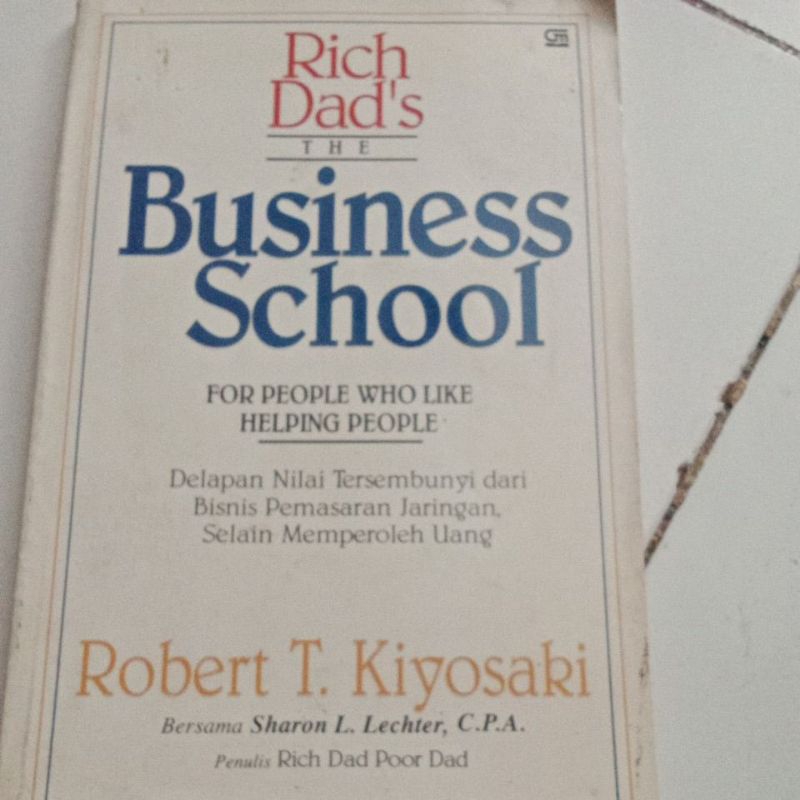 Rich
Dad's
THE
Business
School
FOR PEOPLE WHO LIKE
HELPING PEOPLE
Delapan Nilai Tersembunyi dari
Bisnis Pemasaran Jaringan,
Selain Memperoleh Uang
Robert T. Kiyosaki
Bersama Sharon L. Lechter, C.P.A.
Penulis Rich Dad Poor Dad